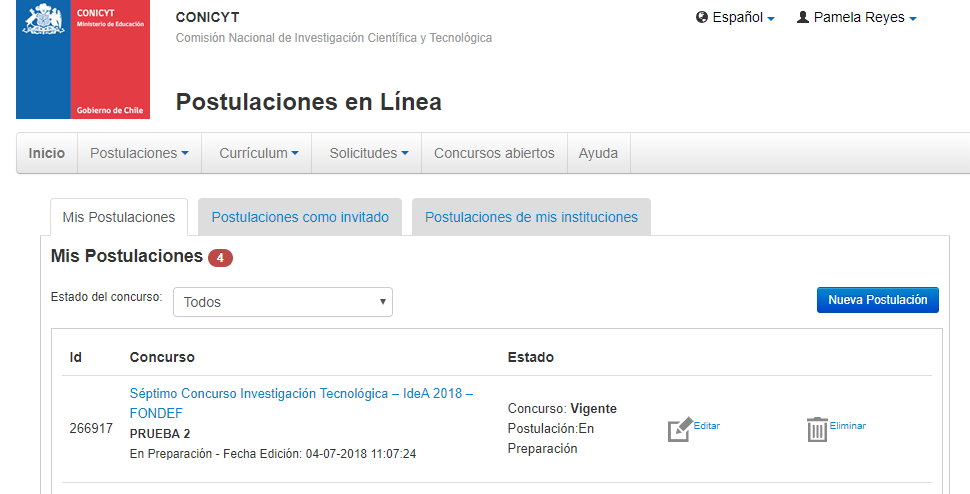 CONICYT
Ministerio de Educación
Gobierno de Chile
CONICYT
Comisión Nacional de Investigación Científica y Tecnológica
Español
Pamela Reyes
Postulaciones en Línea
Inicio Postulaciones Currículum Solicitudes Concursos abiertos Ayuda
Mis Postulaciones Postulaciones como invitado Postulaciones de mis instituciones
Mis Postulaciones 4
Estado del concurso: Todos Nueva Postulación
Id Concurso Estado
266917
Séptimo Concurso Investigación Tecnológica – IdeA 2018 –
FONDEF
PRUEBA 2
En Preparación - Fecha Edición: 04-07-2018 11:07:24
Concurso: Vigente
Postulación:En
Preparación
Editar
Eliminar